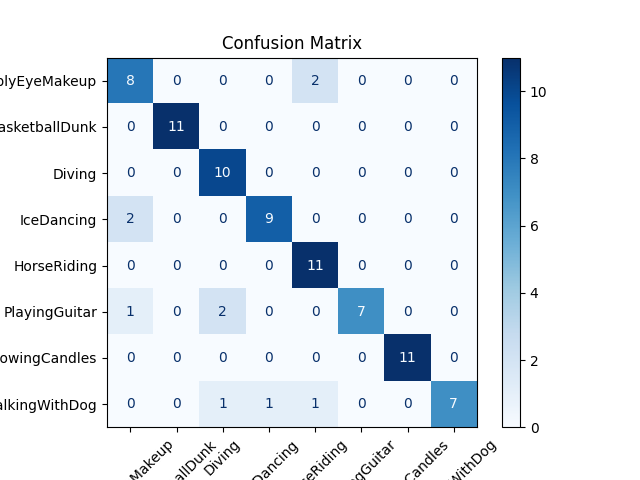 Confusion Matrix
plyEyeMakeup 8 0 0 0 2 0 0 0
asketballDunk 0 11 0 0 0 0 0 0
Diving 0 0 10 0 0 0 0 0
IceDancing 2 0 0 9 0 0 0 0
HorseRiding 0 0 0 0 11 0 0 0
PlayingGuitar 1 0 2 0 0 7 0 0
owingCandles 0 0 0 0 0 0 11 0
alkingWithDog 0 0 1 1 1 0 0 7
Makeup
allDunk
Diving
Dancing
eRiding
ngGuitar
Candles
WithDog
10
8
6
4
2
0